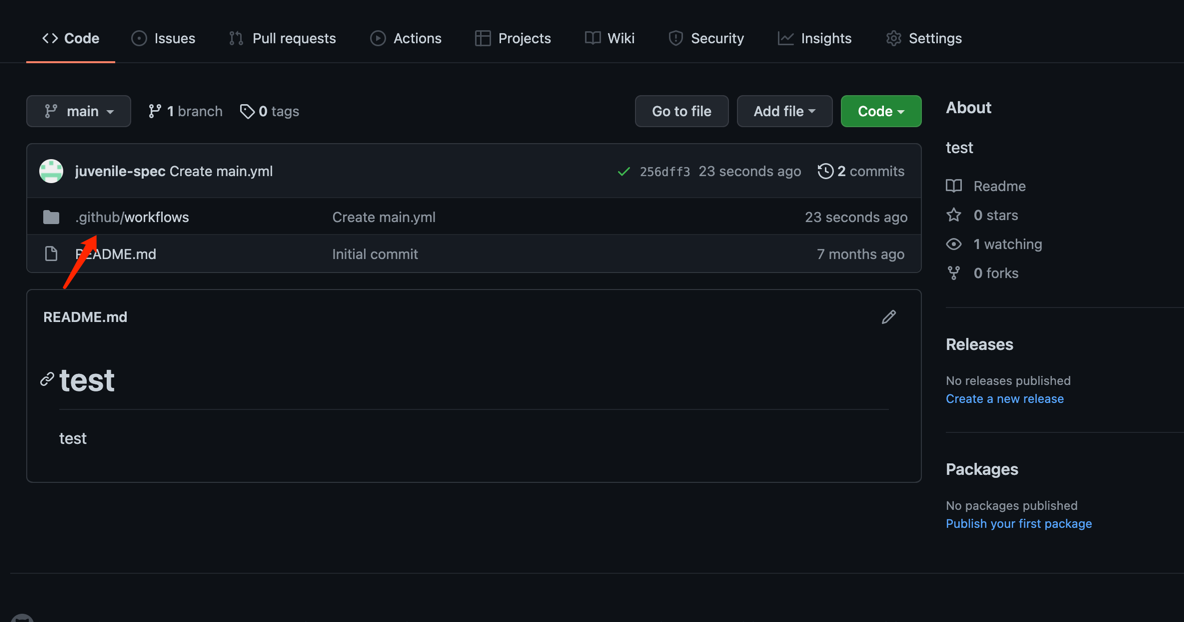 Code Issues Pull requests Actions Projects Wiki Security Insights Settings
main 1 branch 0 tags Go to file Add file Code
juvenile-spec Create main.yml 256dff3 23 seconds ago 2 commits
.github/workflows Create main.yml 23 seconds ago
README.md Initial commit 7 months ago
README.md
test
test
About
test
Readme
0 stars
1 watching
0 forks
Releases
No releases published
Create a new release
Packages
No packages published
Publish your first package